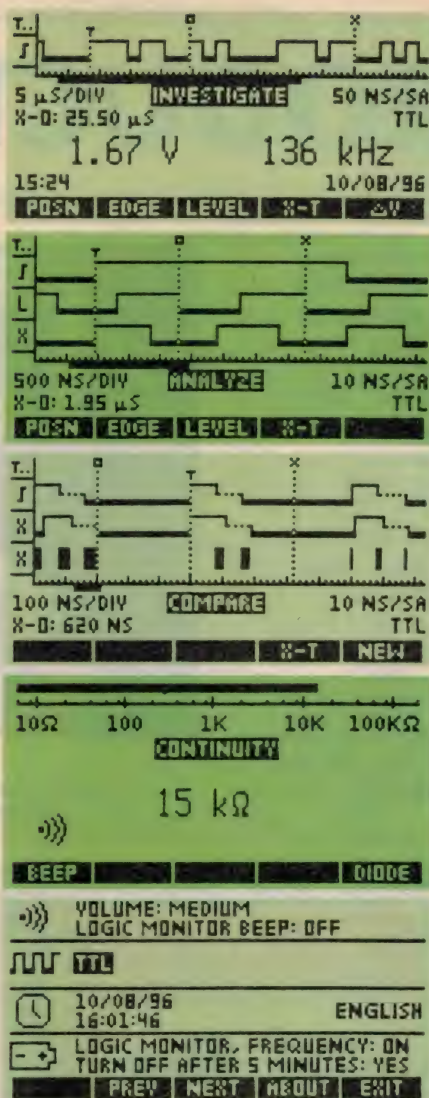 T..
T
X
5 µS/DIV INVESTIGATE 50 NS/SA
X-O: 25.50 µS TTL
1.67 V 136 kHz
15:24 10/08/96
POSN EDGE LEVEL X-T ΔV
T..
T
X
L
X
500 NS/DIV ANALYZE 10 NS/SA
X-O: 1.95 µS TTL
POSN EDGE LEVEL X-T
T..
T
X
X
X
100 NS/DIV COMPARE 10 NS/SA
X-O: 620 NS TTL
X-T NEW
10Ω 100 1K 10K 100KΩ
CONTINUITY
15 kΩ
BEEP DIODE
VOLUME: MEDIUM
LOGIC MONITOR BEEP: OFF
TTL
10/08/96
16:01:46 ENGLISH
LOGIC MONITOR, FREQUENCY: ON
TURN OFF AFTER 5 MINUTES: YES
PREV NEXT ABOUT EXIT